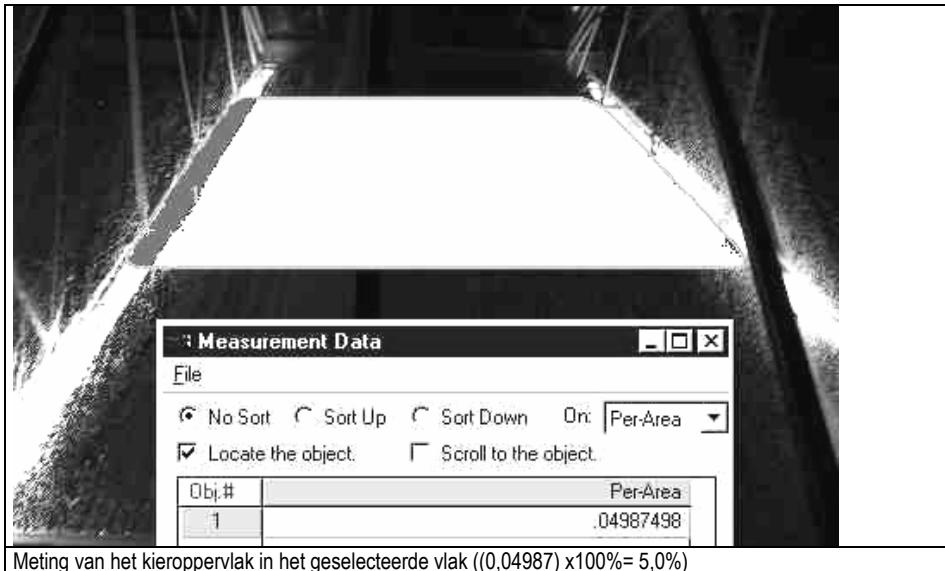 1
Measurement Data
File
No Sort Sort Up Sort Down On: Per-Area
Locate the object. Scroll to the object.
Obj.# Per-Area
1 .04987498
Meting van het kieroppervlak in het geselecteerde vlak ((0,04987) x100%= 5,0%)